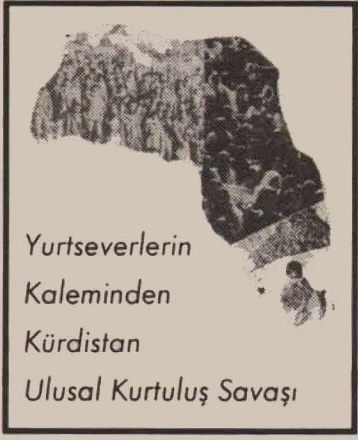 Yurtseverlerin
Kaleminden
Kürdistan
Ulusal Kurtuluş Savaşı